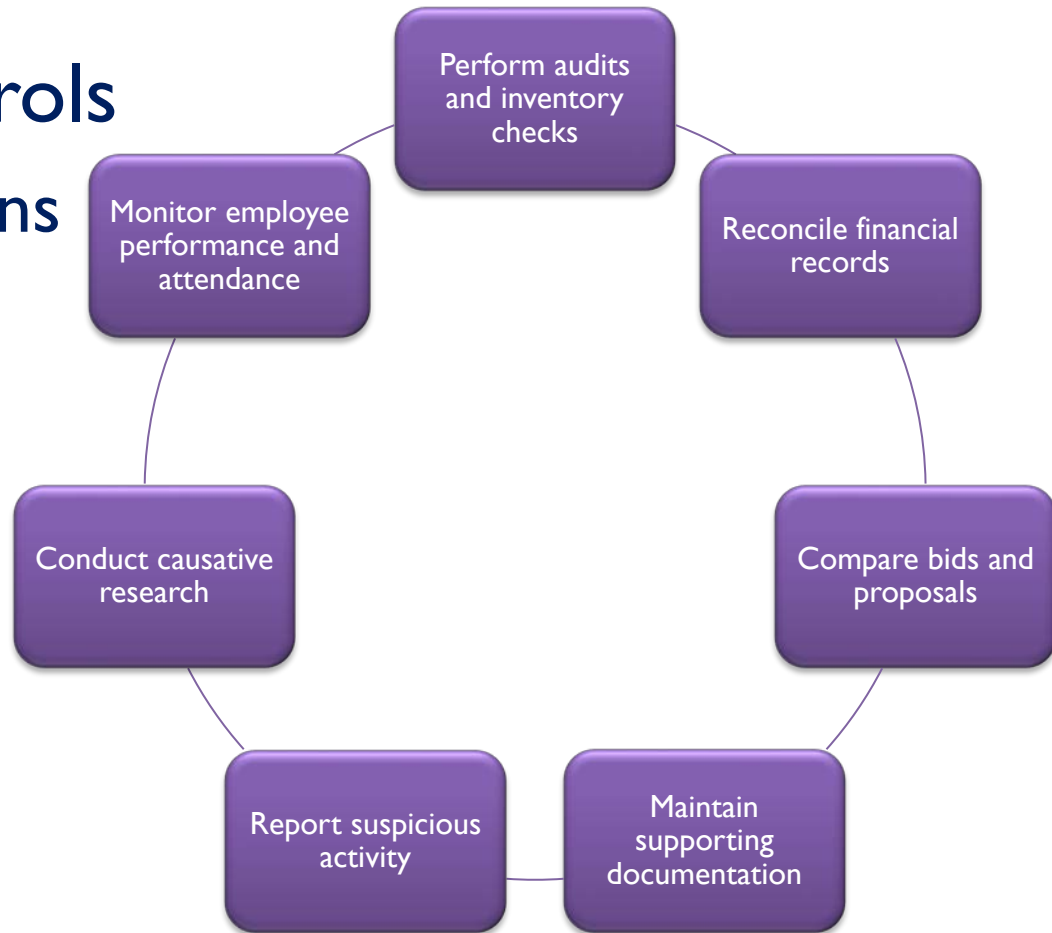 rols
ns
Perform audits
and inventory
checks
Reconcile financial
records
Compare bids and
proposals
Maintain
supporting
documentation
Report suspicious
activity
Conduct causative
research
Monitor employee
performance and
attendance